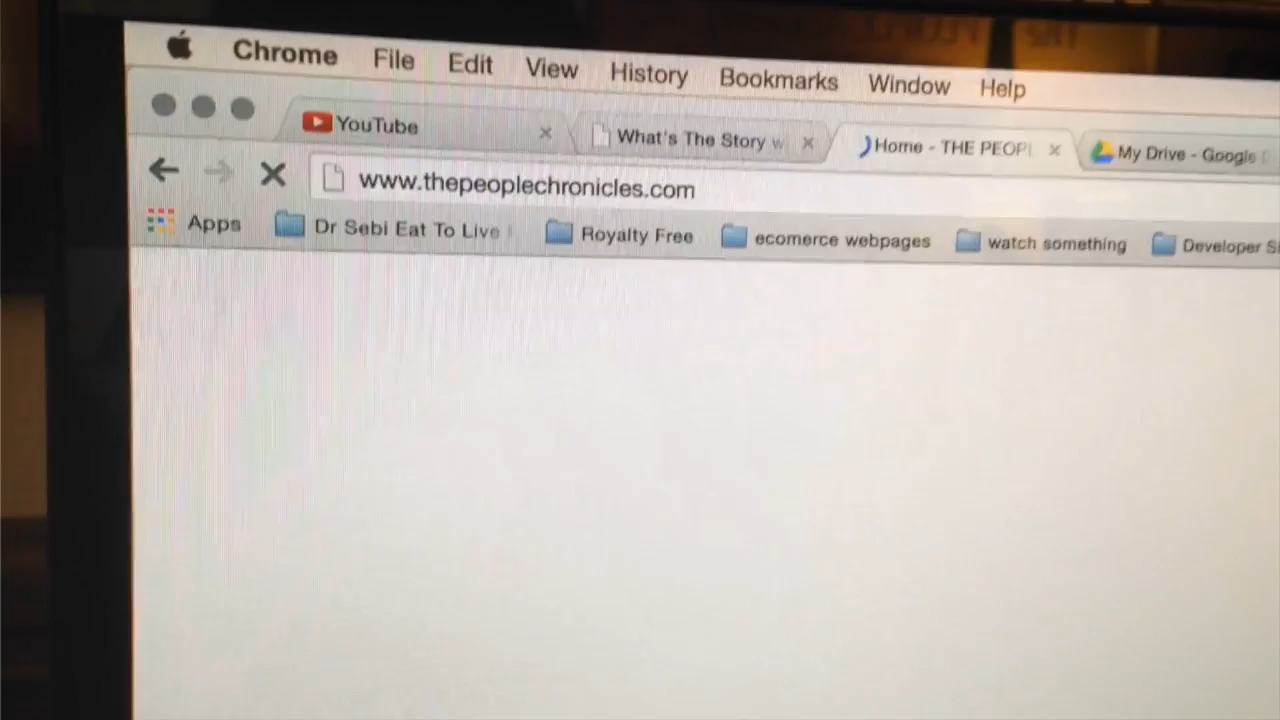 Chrome File Edit View History Bookmarks Window Help
YouTube What's The Story Home - THE PEOPL My Drive - Google
www.thepeoplechronicles.com
Apps Dr Sebi Eat To Live Royalty Free ecomerce webpages watch something Developer